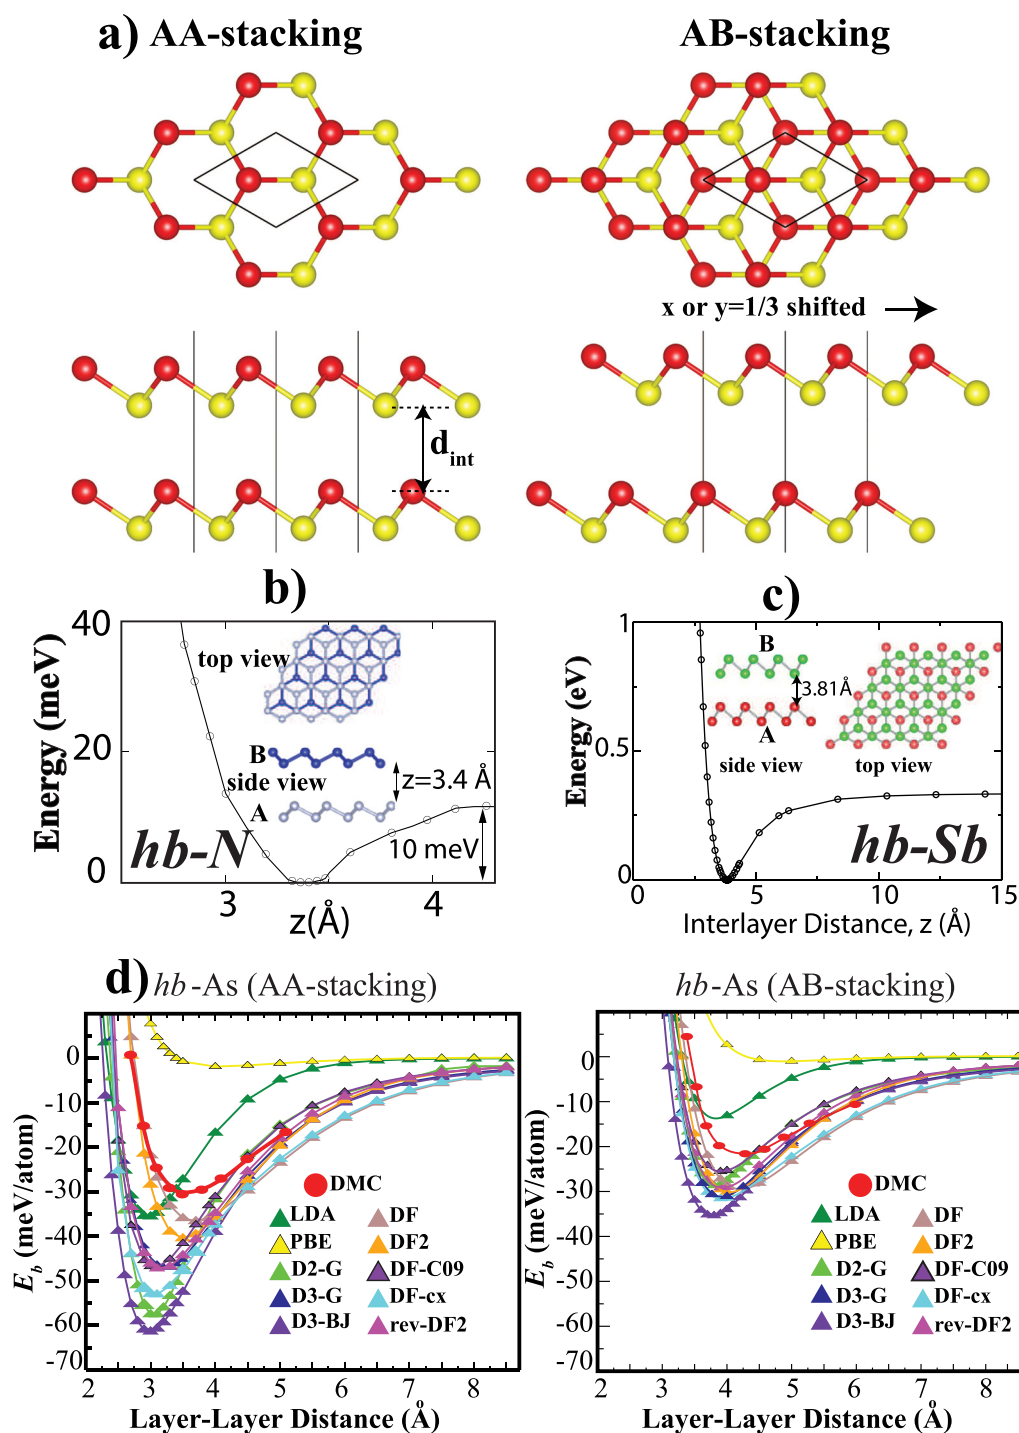 a) AA-stacking AB-stacking
x or y=1/3 shifted
d_int
b)
Energy (meV)
40
20
0
top view
B
side view
A
z=3.4 Å
10 meV
hb-N
3 4
z(Å)
c)
Energy (eV)
1
0.5
0
B
3.81Å
A
side view
top view
hb-Sb
0 5 10 15
Interlayer Distance, z (Å)
d) hb-As (AA-stacking)
E_b (meV/atom)
0
-10
-20
-30
-40
-50
-60
-70
DMC
LDA DF
PBE DF2
D2-G DF-C09
D3-G DF-cx
D3-BJ rev-DF2
2 3 4 5 6 7 8
Layer-Layer Distance (Å)
hb-As (AB-stacking)
E_b (meV/atom)
0
-10
-20
-30
-40
-50
-60
-70
DMC
LDA DF
PBE DF2
D2-G DF-C09
D3-G DF-cx
D3-BJ rev-DF2
2 3 4 5 6 7 8
Layer-Layer Distance (Å)